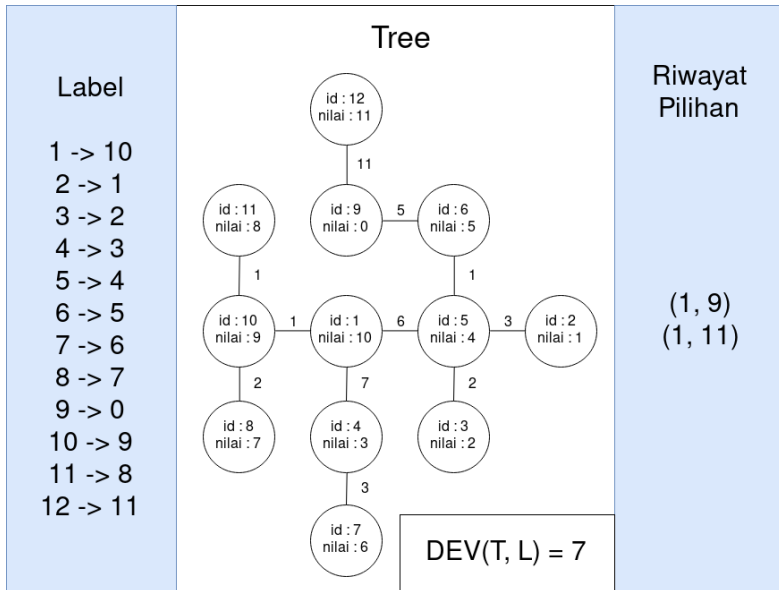 Label
1 -> 10
2 -> 1
3 -> 2
4 -> 3
5 -> 4
6 -> 5
7 -> 6
8 -> 7
9 -> 0
10 -> 9
11 -> 8
12 -> 11
Tree
id : 12
nilai : 11
11
id : 11
nilai : 8
id : 9
nilai : 0
5
id : 6
nilai : 5
1
1
id : 10
nilai : 9
1
id : 1
nilai : 10
6
id : 5
nilai : 4
3
id : 2
nilai : 1
2
7
2
id : 8
nilai : 7
id : 4
nilai : 3
id : 3
nilai : 2
3
id : 7
nilai : 6
DEV(T, L) = 7
Riwayat
Pilihan
(1, 9)
(1, 11)